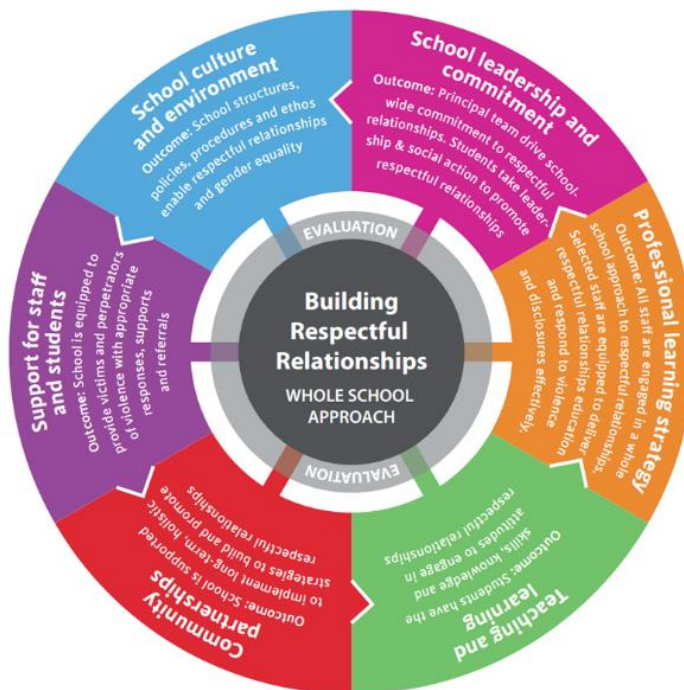 School leadership and
commitment
Outcome: Principal team drive school-
wide commitment to respectful
relationships. Students take leader-
ship & social action to promote
respectful relationships
Professional learning strategy
Outcome: All staff are engaged in a whole
school approach to respectful relationships.
Selected staff are equipped to deliver
respectful relationships education
and respond to violence
and disclosures effectively.
Teaching and
learning
Outcome: Students have the
skills, knowledge and
attitudes to engage in
respectful relationships
Community
partnerships
Outcome: School is supported
to implement long-term, holistic
strategies to build and promote
respectful relationships
Support for staff
and students
Outcome: School is equipped to
provide victims and perpetrators
of violence with appropriate
responses, supports
and referrals
School culture
and environment
Outcome: School structures,
policies, procedures and ethos
enable respectful relationships
and gender equality
EVALUATION
Building
Respectful
Relationships
WHOLE SCHOOL
APPROACH
EVALUATION